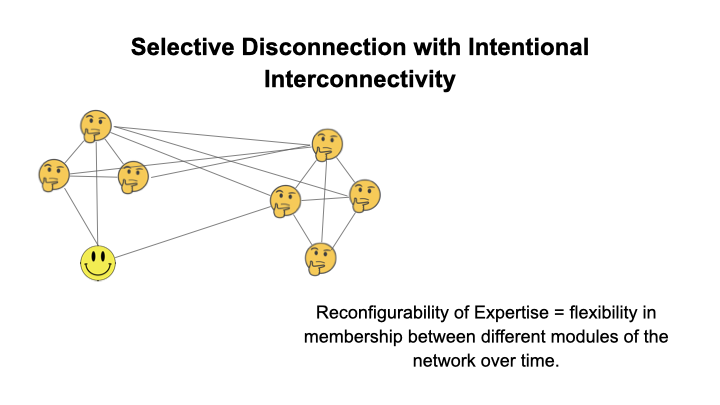 Selective Disconnection with Intentional
Interconnectivity
Reconfigurability of Expertise = flexibility in
membership between different modules of the
network over time.